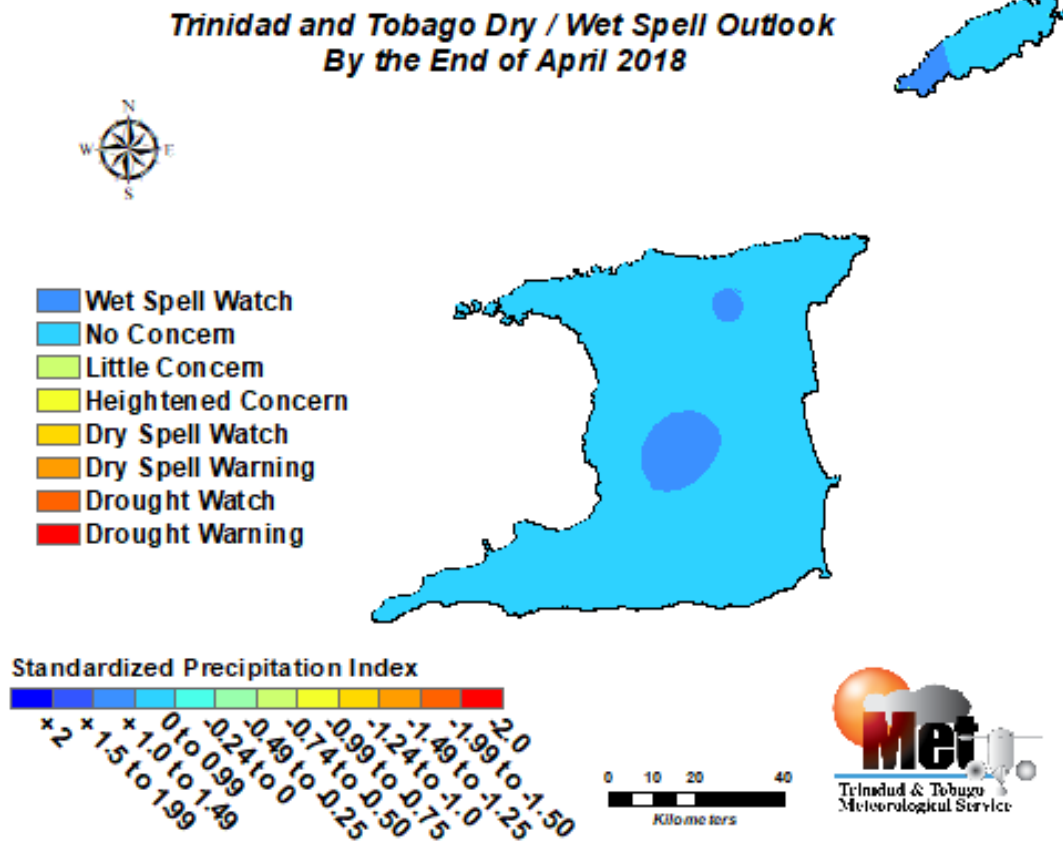 Trinidad and Tobago Dry / Wet Spell Outlook
By the End of April 2018
N
W E
S
Wet Spell Watch
No Concern
Little Concern
Heightened Concern
Dry Spell Watch
Dry Spell Warning
Drought Watch
Drought Warning
Standardized Precipitation Index
+ 2
+ 1.5 to 1.99
+ 1.0 to 1.49
0 to 0.99
-0.24 to 0
-0.49 to -0.25
-0.74 to -0.50
-0.99 to -0.75
-1.24 to -1.0
-1.49 to -1.25
-1.99 to -1.50
-2.0
0 10 20 40
Kilometers
Met
Trinidad & Tobago
Meteorological Service